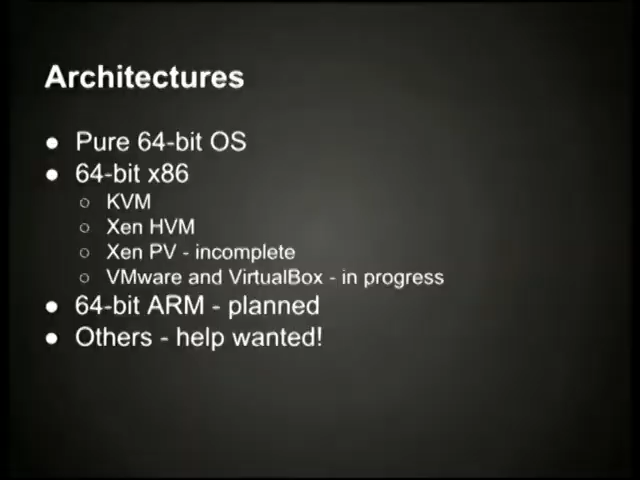 Architectures
● Pure 64-bit OS
● 64-bit x86
○ KVM
○ Xen HVM
○ Xen PV - incomplete
○ VMware and VirtualBox - in progress
● 64-bit ARM - planned
● Others - help wanted!